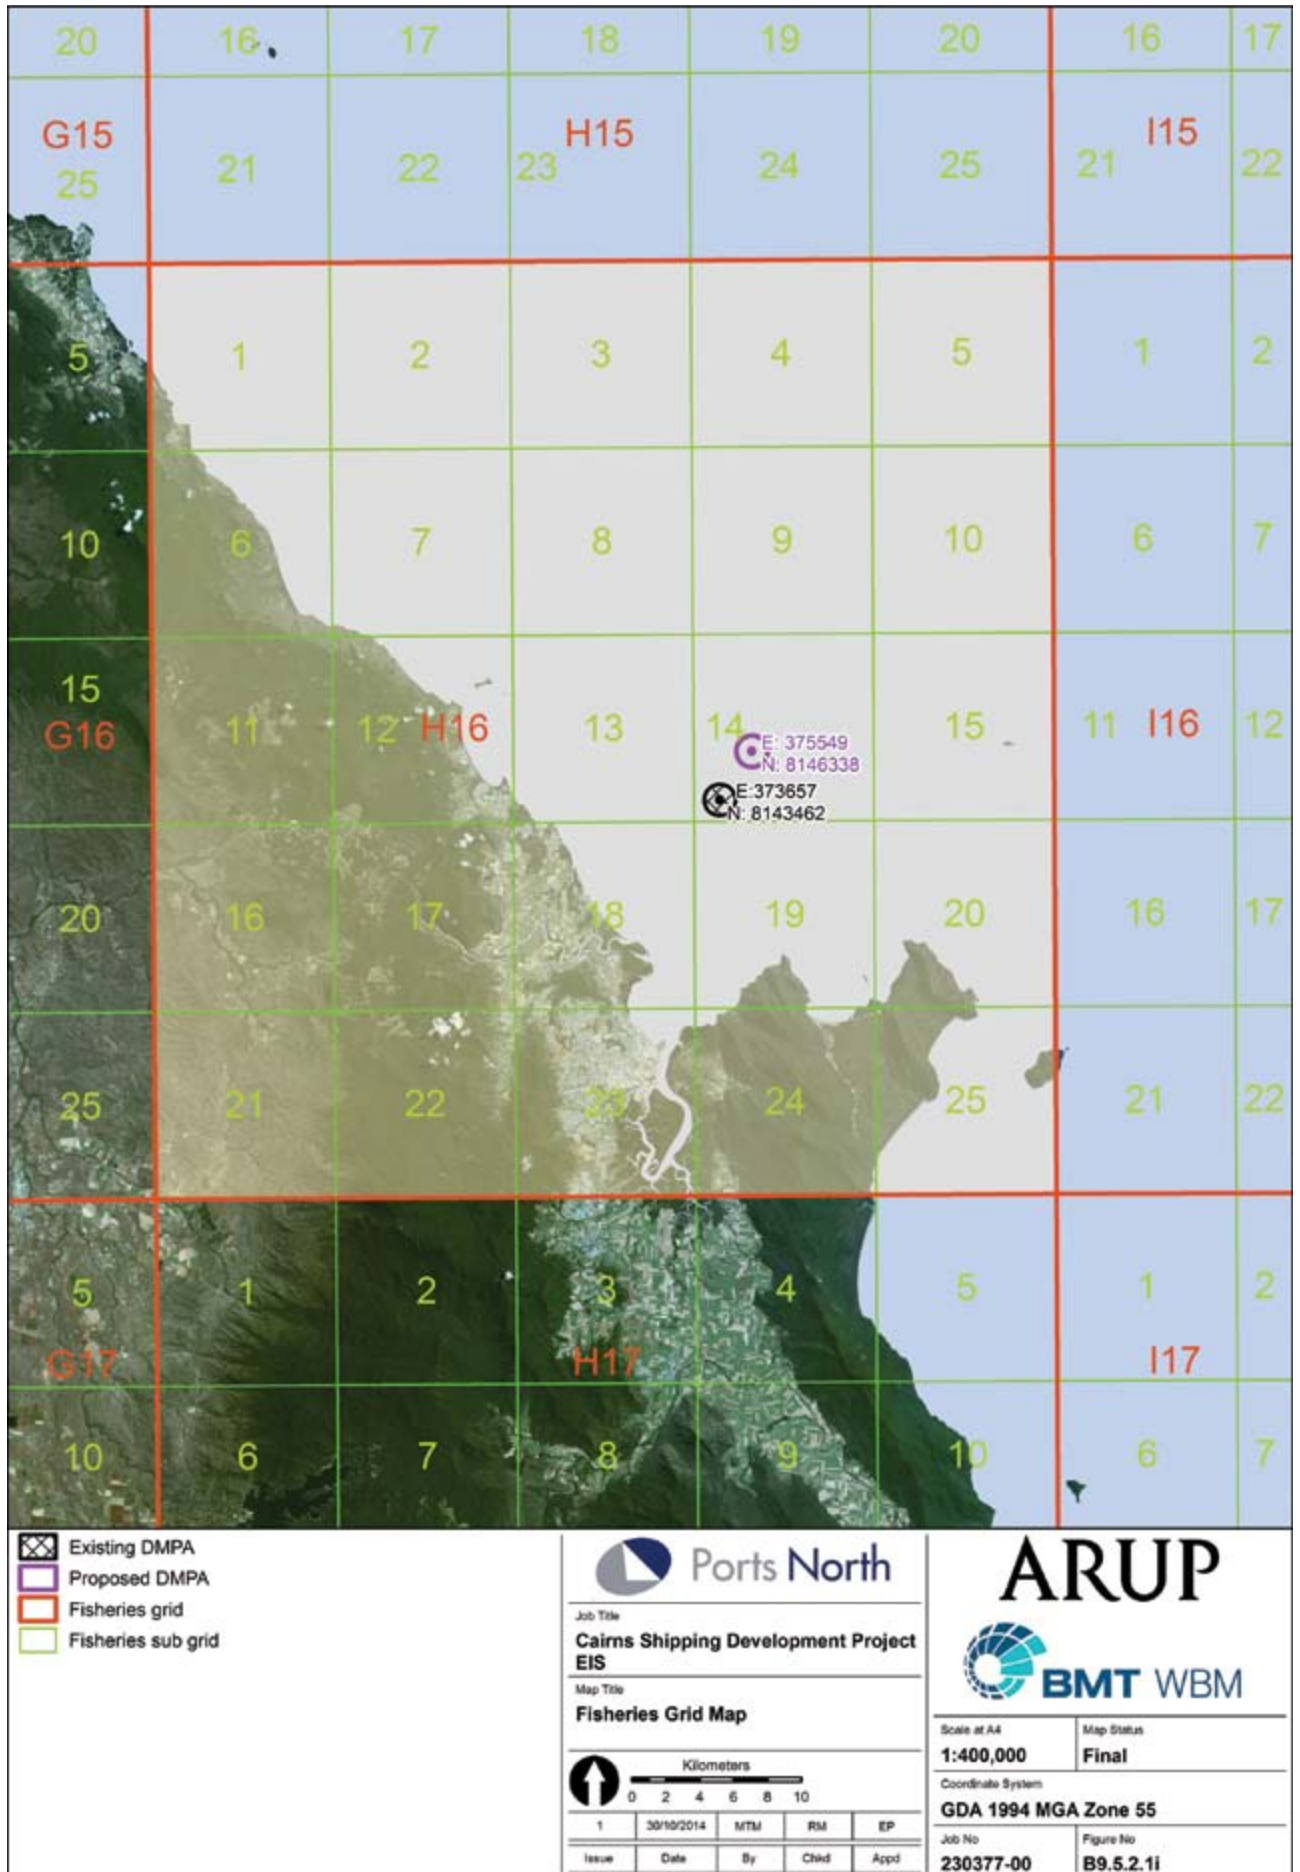 20 16 17 18 19 20 16 17
G15 H15 I15
25 21 22 23 24 25 21 22
5 1 2 3 4 5 1 2
10 6 7 8 9 10 6 7
15
G16 11 12 H16 13 14 15 11 I16 12
E: 375549
N: 8146338
E:373657
N: 8143462
20 16 17 18 19 20 16 17
25 21 22 23 24 25 21 22
5 1 2 3 4 5 1 2
G17 H17 I17
10 6 7 8 9 10 6 7
Existing DMPA
Proposed DMPA
Fisheries grid
Fisheries sub grid
Ports North
Job Title
Cairns Shipping Development Project
EIS
Map Title
Fisheries Grid Map
Kilometers
0 2 4 6 8 10
1 30/10/2014 MTM RM EP
Issue Date By Chkd Appd
ARUP
BMT WBM
Scale at A4 Map Status
1:400,000 Final
Coordinate System
GDA 1994 MGA Zone 55
Job No Figure No
230377-00 B9.5.2.1i